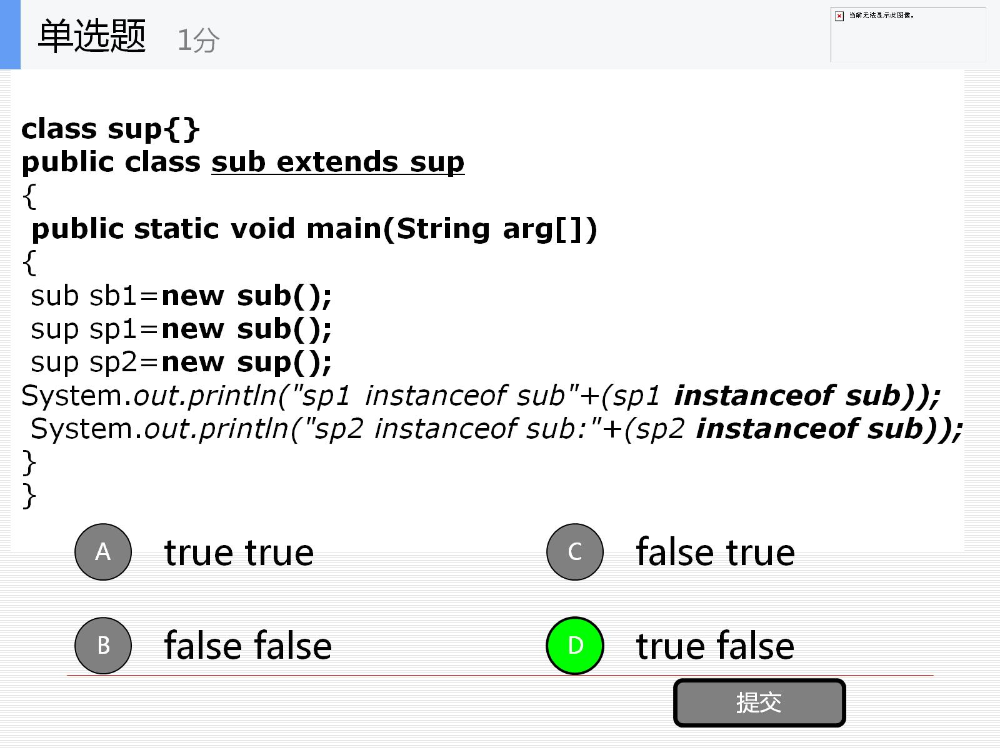 单选题 1分
当前无法显示此图像。
class sup{}
public class sub extends sup
{
public static void main(String arg[])
{
sub sb1=new sub();
sup sp1=new sub();
sup sp2=new sup();
System.out.println("sp1 instanceof sub"+(sp1 instanceof sub));
System.out.println("sp2 instanceof sub:"+(sp2 instanceof sub));
}
}
A true true
C false true
B false false
D true false
提交